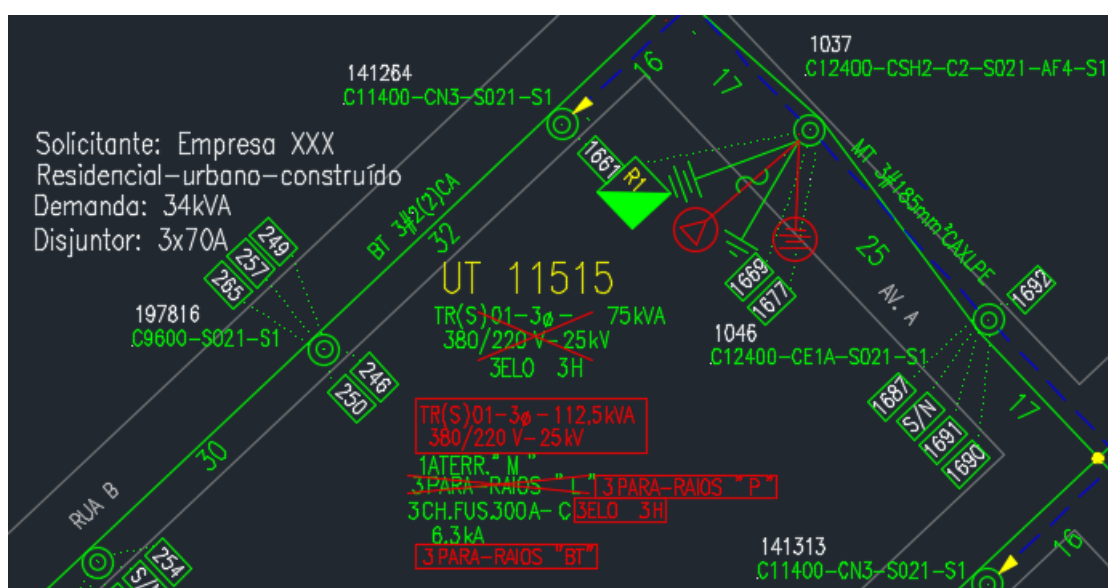 1037
C12400-CSH2-C2-S021-AF4-S1
141264
C11400-CN3-S021-S1
16
17
Solicitante: Empresa XXX
Residencial-urbano-construído
Demanda: 34kVA
Disjuntor: 3x70A
1661
R1
BT 3#2(2)CA
32
MT 3#185mm²CAXLPE
25
AV. A
249
257
265
197816
C9600-S021-S1
246
250
UT 11515
TR(S)01-3ø- 75kVA
380/220 V-25kV
3ELO 3H
1669
1677
1692
1046
C12400-CE1A-S021-S1
1687
S/N
1691
1690
17
TR(S)01-3ø-112,5kVA
380/220 V-25kV
1ATERR." M "
3PARA-RAIOS " L " 3 PARA-RAIOS "P"
3CH.FUS.300A-C 3ELO 3H
6.3kA
3 PARA-RAIOS "BT"
30
RUA B
254
S/N
141313
C11400-CN3-S021-S1
16